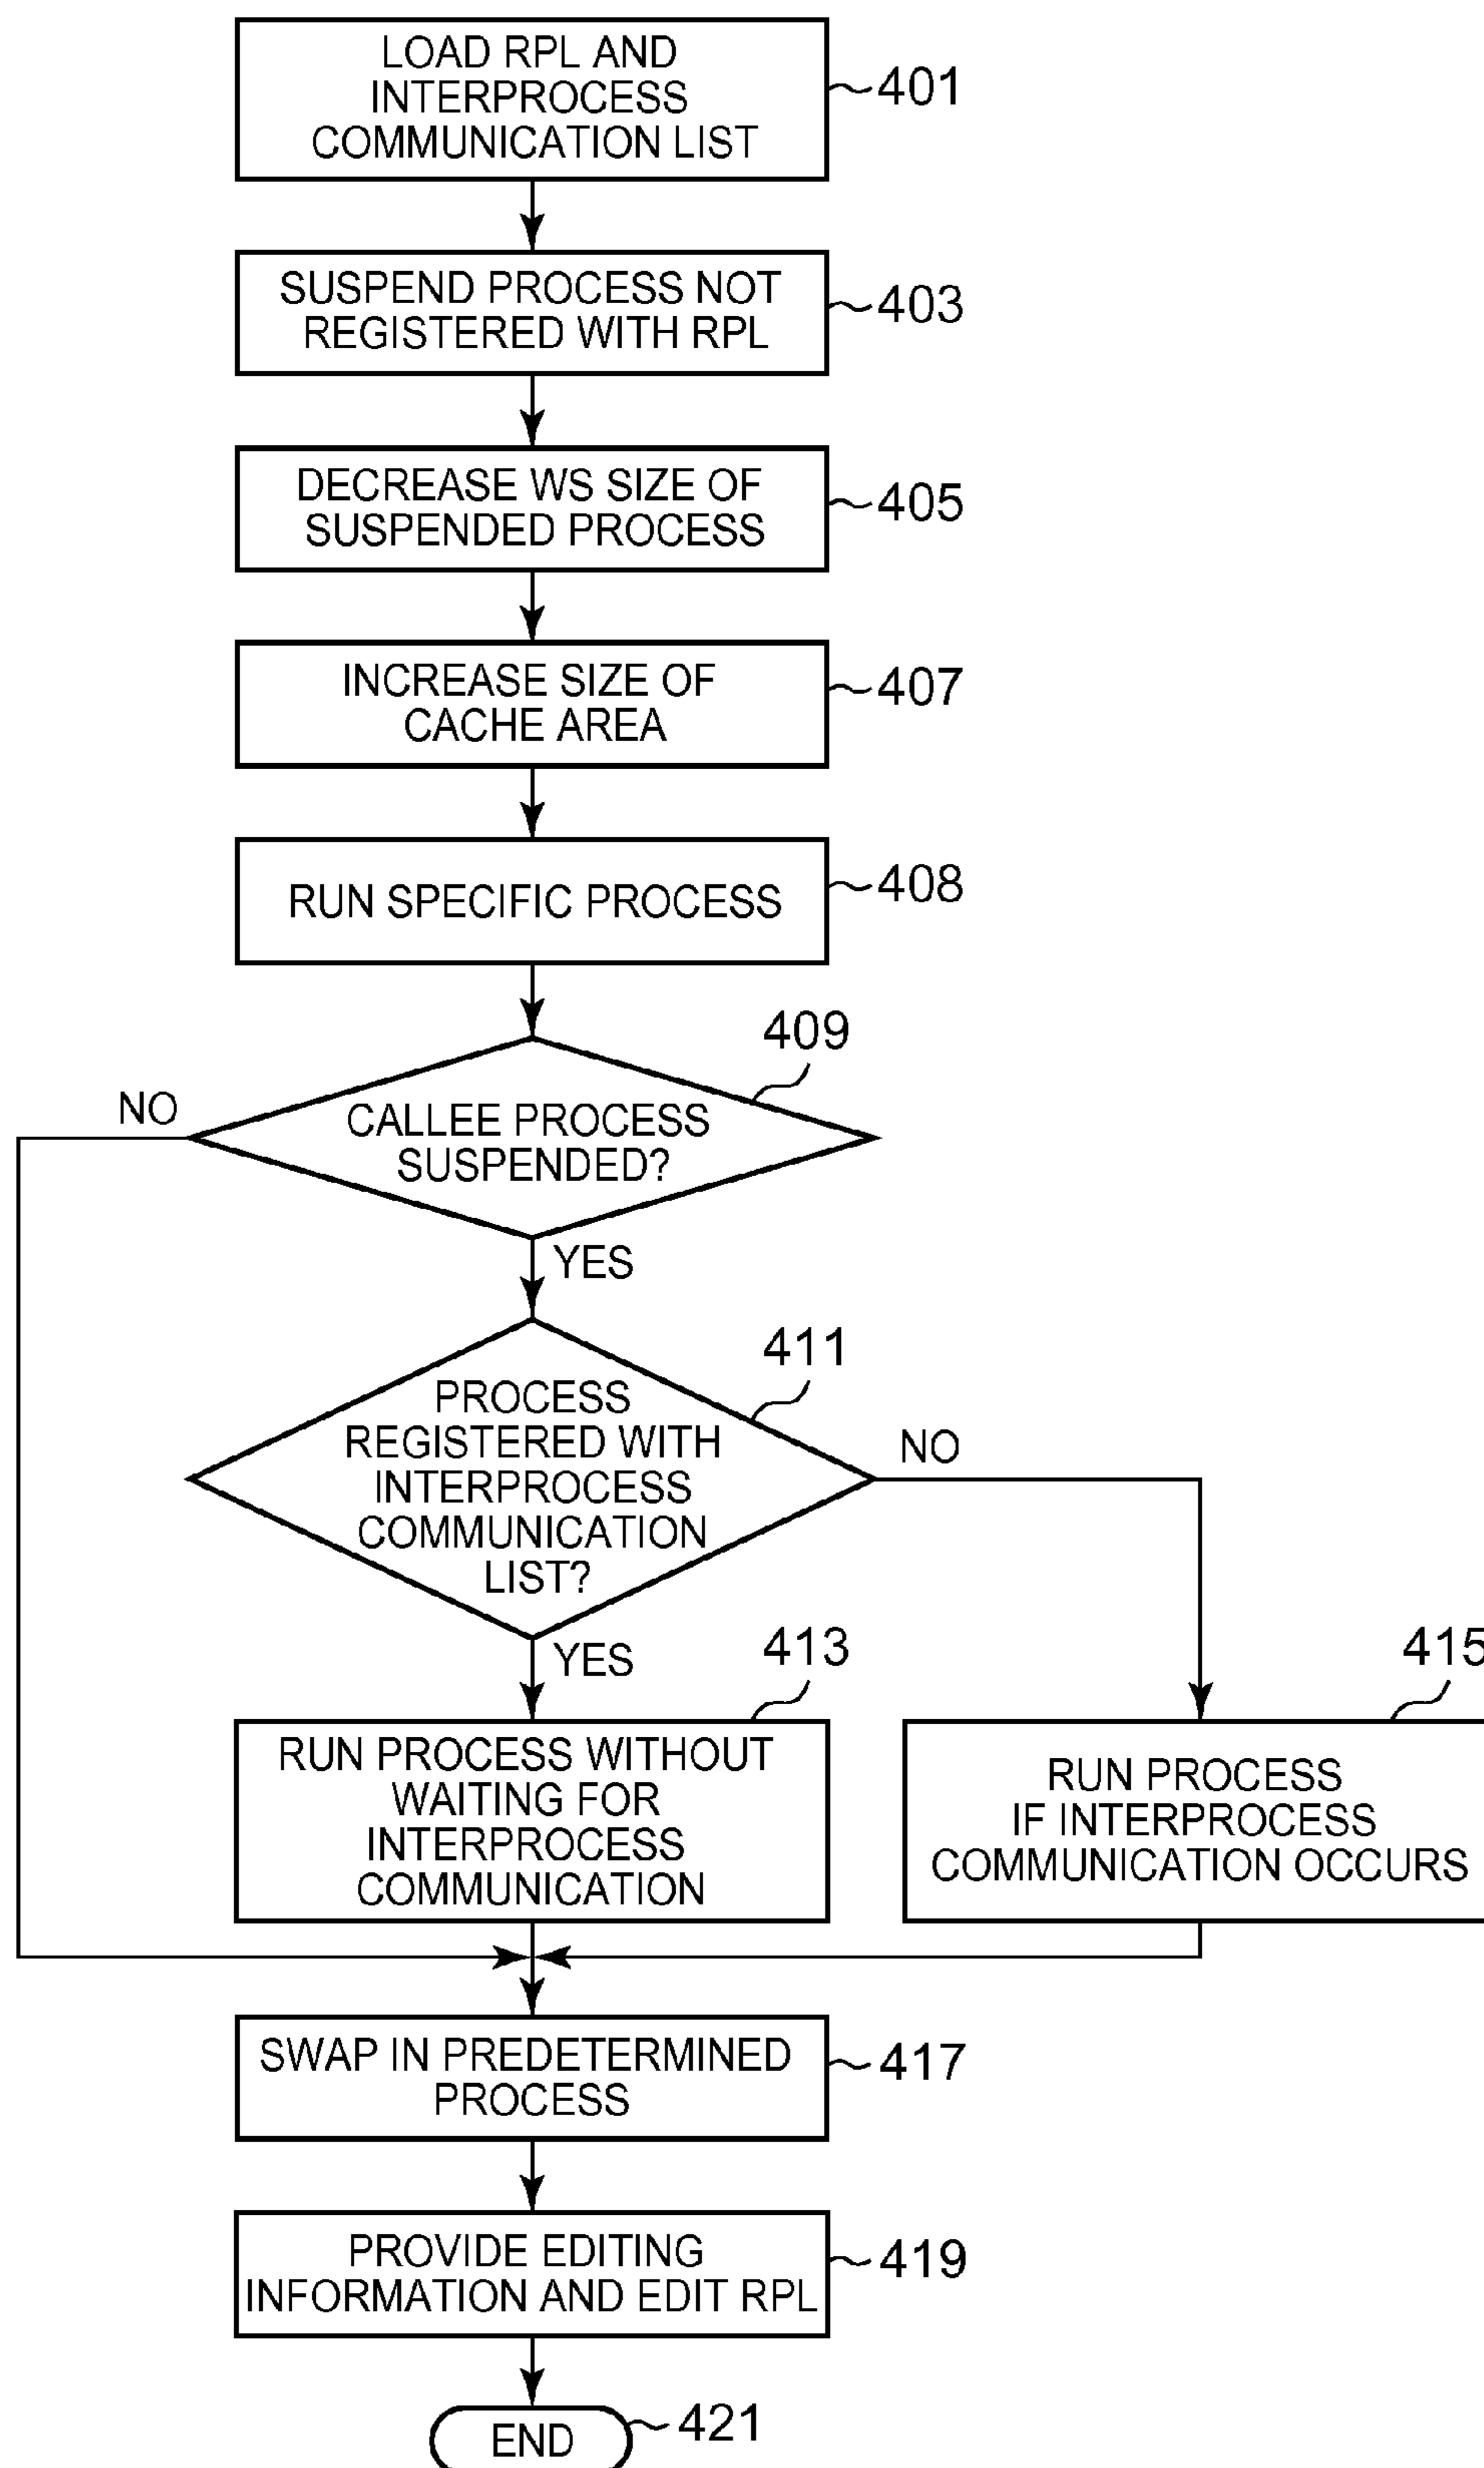 LOAD RPL AND
INTERPROCESS
COMMUNICATION LIST
401
SUSPEND PROCESS NOT
REGISTERED WITH RPL
403
DECREASE WS SIZE OF
SUSPENDED PROCESS
405
INCREASE SIZE OF
CACHE AREA
407
RUN SPECIFIC PROCESS
408
409
NO
CALLEE PROCESS
SUSPENDED?
YES
411
PROCESS
REGISTERED WITH
INTERPROCESS
COMMUNICATION
LIST?
NO
YES
413
415
RUN PROCESS WITHOUT
WAITING FOR
INTERPROCESS
COMMUNICATION
RUN PROCESS
IF INTERPROCESS
COMMUNICATION OCCURS
SWAP IN PREDETERMINED
PROCESS
417
PROVIDE EDITING
INFORMATION AND EDIT RPL
419
END
421